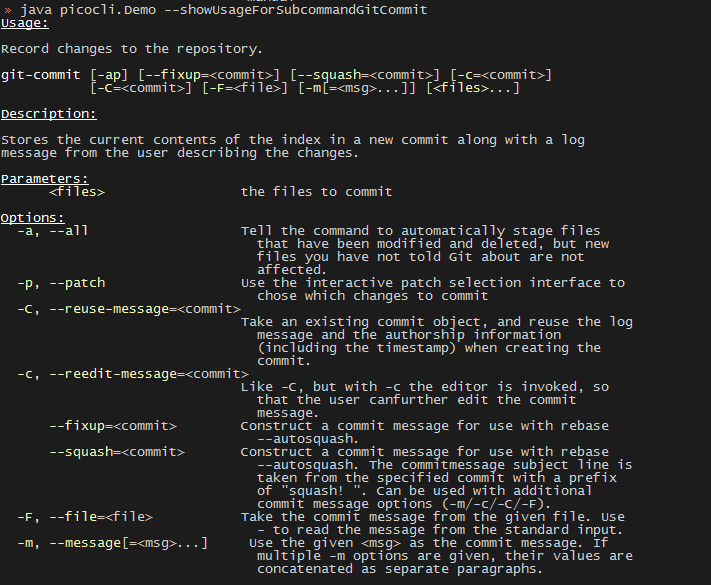 » java picocli.Demo --showUsageForSubcommandGitCommit
Usage:
Record changes to the repository.
git-commit [-ap] [--fixup=<commit>] [--squash=<commit>] [-c=<commit>]
[-C=<commit>] [-F=<file>] [-m[=<msg>...]] [<files>...]
Description:
Stores the current contents of the index in a new commit along with a log
message from the user describing the changes.
Parameters:
<files> the files to commit
Options:
-a, --all Tell the command to automatically stage files
that have been modified and deleted, but new
files you have not told Git about are not
affected.
-p, --patch Use the interactive patch selection interface to
chose which changes to commit
-C, --reuse-message=<commit>
Take an existing commit object, and reuse the log
message and the authorship information
(including the timestamp) when creating the
commit.
-c, --reedit-message=<commit>
Like -C, but with -c the editor is invoked, so
that the user canfurther edit the commit
message.
--fixup=<commit> Construct a commit message for use with rebase
--autosquash.
--squash=<commit> Construct a commit message for use with rebase
--autosquash. The commitmessage subject line is
taken from the specified commit with a prefix
of "squash! ". Can be used with additional
commit message options (-m/-c/-C/-F).
-F, --file=<file> Take the commit message from the given file. Use
- to read the message from the standard input.
-m, --message[=<msg>...] Use the given <msg> as the commit message. If
multiple -m options are given, their values are
concatenated as separate paragraphs.